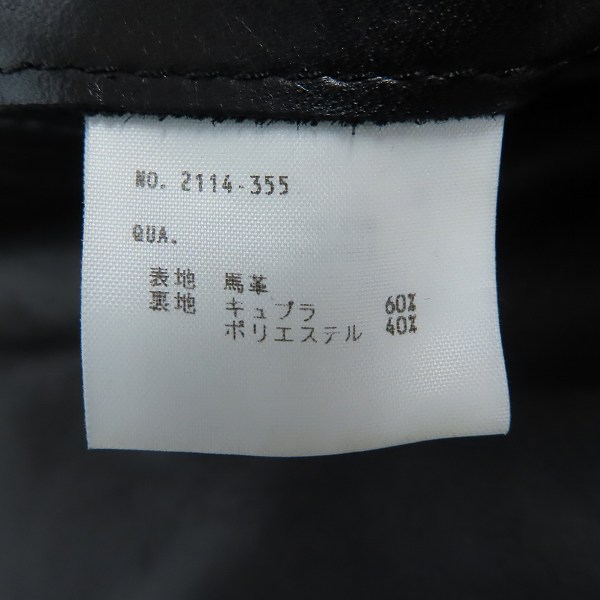 NO. 2114-355
QUA.
表地 馬革
裏地 キュプラ 60%
ポリエステル 40%